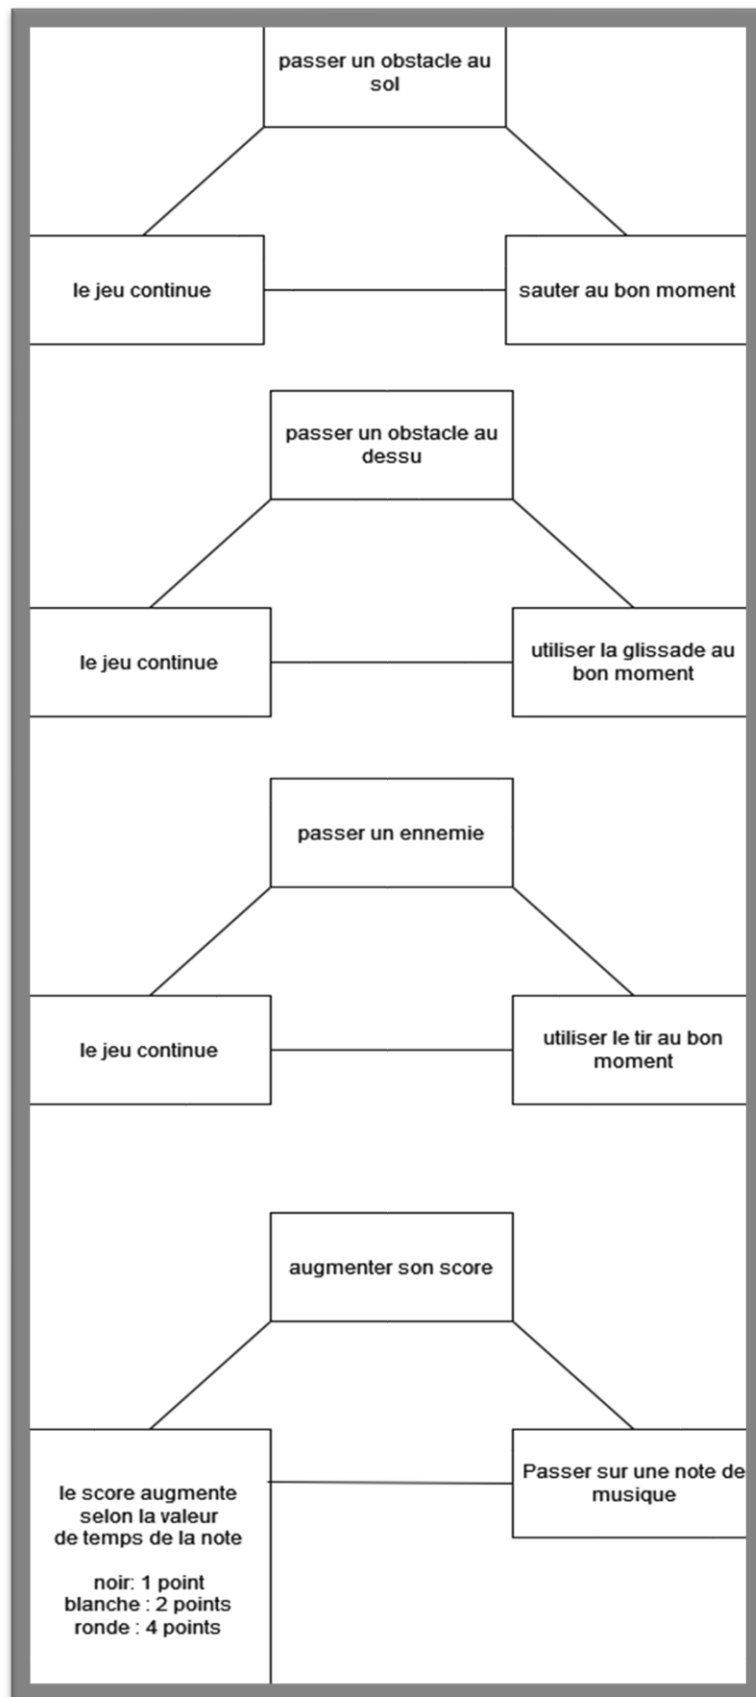 passer un obstacle au
sol
le jeu continue
sauter au bon moment
passer un obstacle au
dessu
le jeu continue
utiliser la glissade au
bon moment
passer un ennemie
le jeu continue
utiliser le tir au bon
moment
augmenter son score
le score augmente
selon la valeur
de temps de la note
noir: 1 point
blanche : 2 points
ronde : 4 points
Passer sur une note de
musique